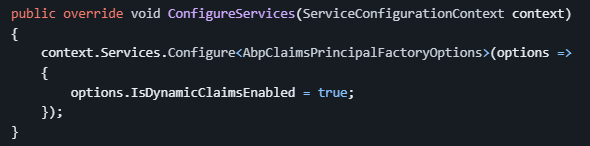 public override void ConfigureServices(ServiceConfigurationContext context)
{
    context.Services.Configure<AbpClaimsPrincipalFactoryOptions>(options =>
    {
        options.IsDynamicClaimsEnabled = true;
    });
}